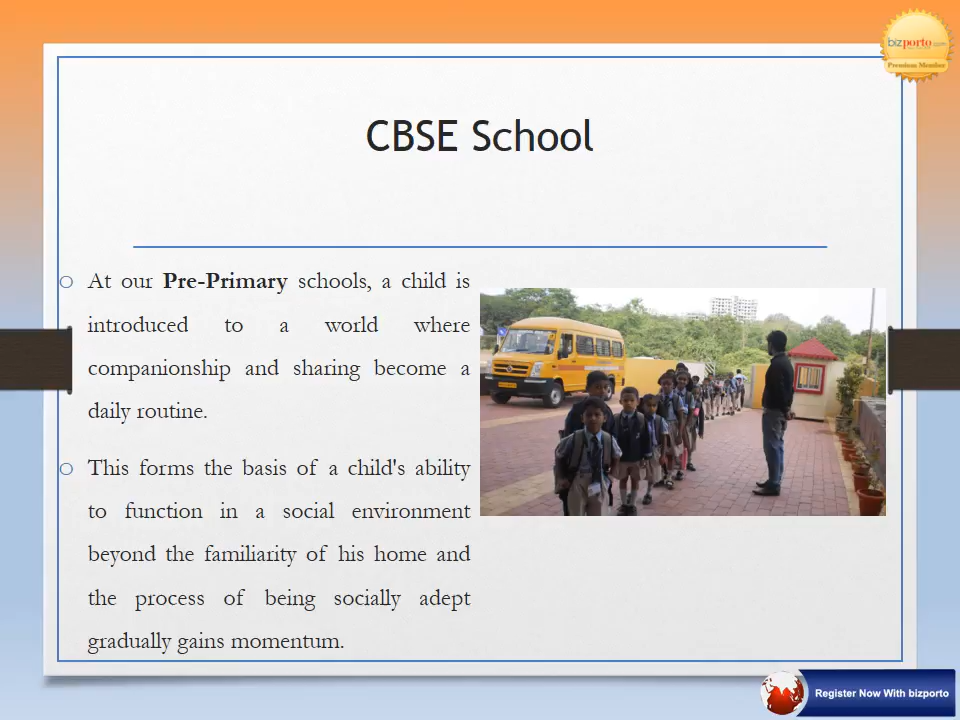 bizporto.com
Premium Member
CBSE School
At our Pre-Primary schools, a child is
introduced to a world where
companionship and sharing become a
daily routine.
This forms the basis of a child's ability
to function in a social environment
beyond the familiarity of his home and
the process of being socially adept
gradually gains momentum.
Register Now With bizporto